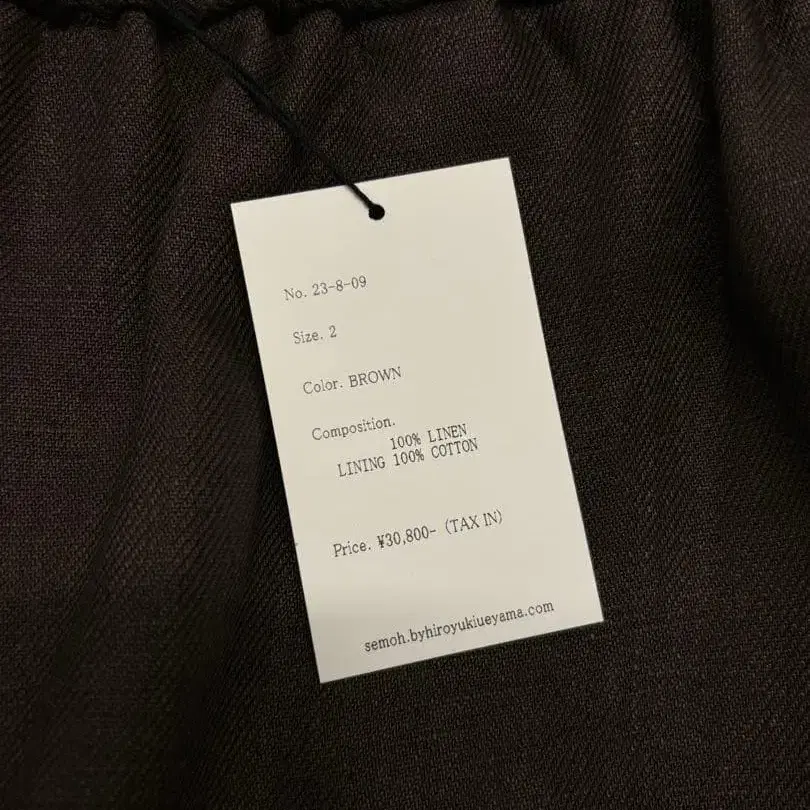 No. 23-8-09
Size. 2
Color. BROWN
Composition.
100% LINEN
LINING 100% COTTON
Price. ¥30,800- (TAX IN)
semoh.byhiroyukiueyama.com